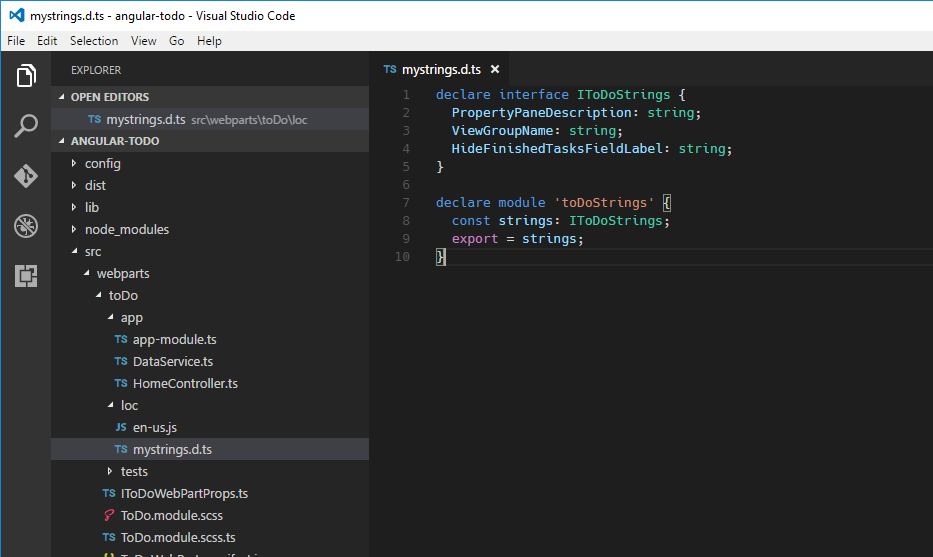 mystrings.d.ts - angular-todo - Visual Studio Code
File Edit Selection View Go Help
EXPLORER
OPEN EDITORS
TS mystrings.d.ts src\webparts\toDo\loc
ANGULAR-TODO
config
dist
lib
node_modules
src
webparts
toDo
app
TS app-module.ts
TS DataService.ts
TS HomeController.ts
loc
JS en-us.js
TS mystrings.d.ts
tests
TS IToDoWebPartProps.ts
ToDo.module.scss
TS ToDo.module.scss.ts
TS mystrings.d.ts ×
1 declare interface IToDoStrings {
2 PropertyPaneDescription: string;
3 ViewGroupName: string;
4 HideFinishedTasksFieldLabel: string;
5 }
6
7 declare module 'toDoStrings' {
8 const strings: IToDoStrings;
9 export = strings;
10 }